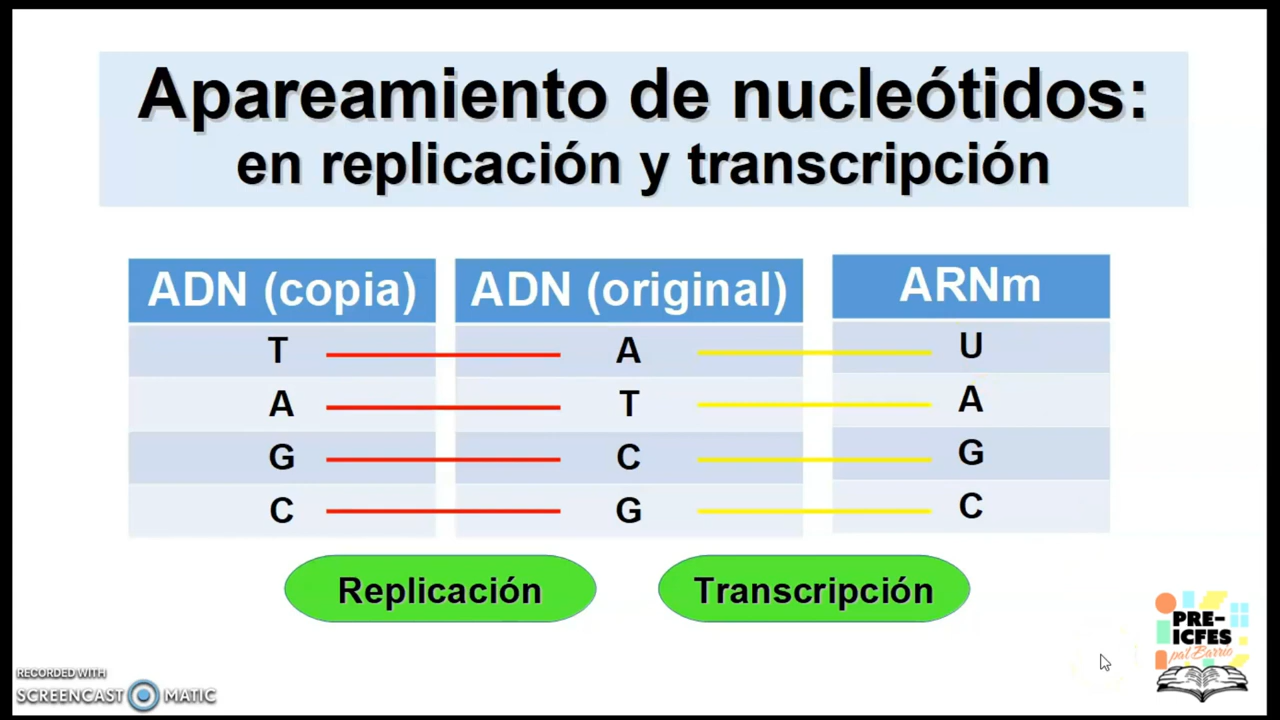 Apareamiento de nucleótidos:
en replicación y transcripción
ADN (copia) ADN (original) ARNm
T A U
A T A
G C G
C G C
Replicación Transcripción
PRE-
ICFES
pa'l Barrio
RECORDED WITH
SCREENCAST MATIC